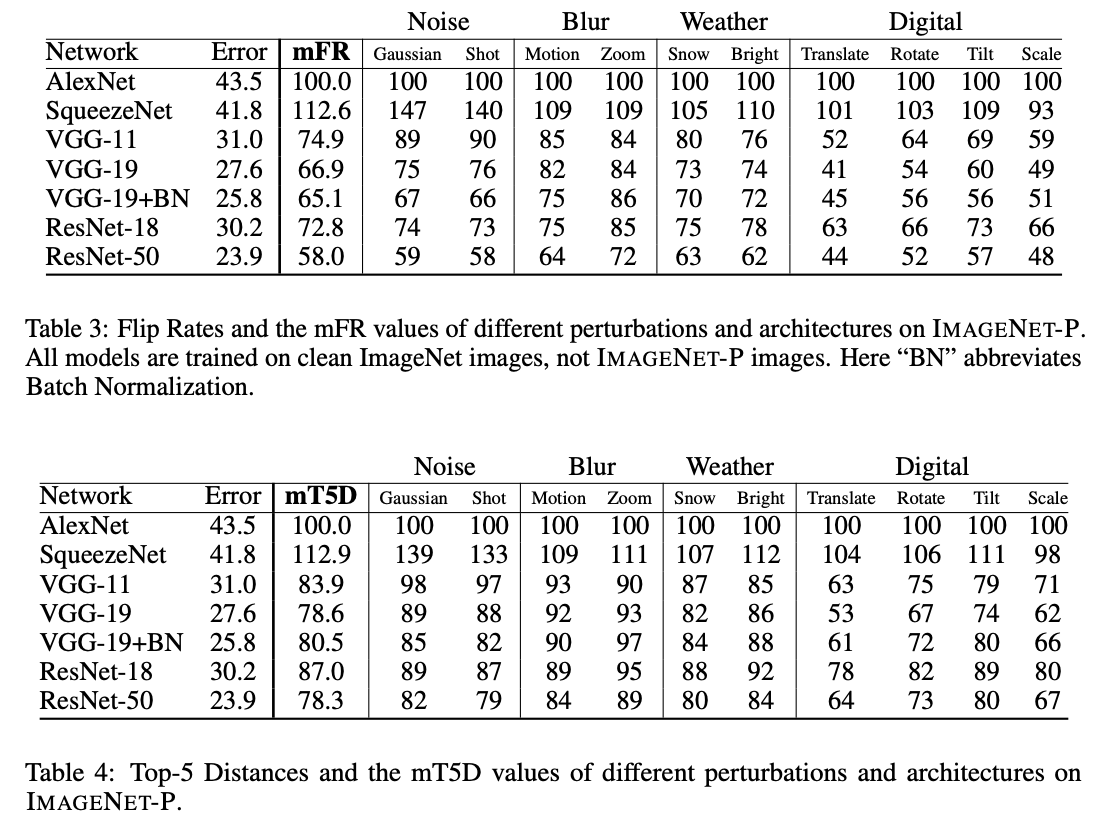 Noise Blur Weather Digital
Network Error mFR Gaussian Shot Motion Zoom Snow Bright Translate Rotate Tilt Scale
AlexNet 43.5 100.0 100 100 100 100 100 100 100 100 100 100
SqueezeNet 41.8 112.6 147 140 109 109 105 110 101 103 109 93
VGG-11 31.0 74.9 89 90 85 84 80 76 52 64 69 59
VGG-19 27.6 66.9 75 76 82 84 73 74 41 54 60 49
VGG-19+BN 25.8 65.1 67 66 75 86 70 72 45 56 56 51
ResNet-18 30.2 72.8 74 73 75 85 75 78 63 66 73 66
ResNet-50 23.9 58.0 59 58 64 72 63 62 44 52 57 48
Table 3: Flip Rates and the mFR values of different perturbations and architectures on IMAGENET-P.
All models are trained on clean ImageNet images, not IMAGENET-P images. Here “BN” abbreviates
Batch Normalization.
Noise Blur Weather Digital
Network Error mT5D Gaussian Shot Motion Zoom Snow Bright Translate Rotate Tilt Scale
AlexNet 43.5 100.0 100 100 100 100 100 100 100 100 100 100
SqueezeNet 41.8 112.9 139 133 109 111 107 112 104 106 111 98
VGG-11 31.0 83.9 98 97 93 90 87 85 63 75 79 71
VGG-19 27.6 78.6 89 88 92 93 82 86 53 67 74 62
VGG-19+BN 25.8 80.5 85 82 90 97 84 88 61 72 80 66
ResNet-18 30.2 87.0 89 87 89 95 88 92 78 82 89 80
ResNet-50 23.9 78.3 82 79 84 89 80 84 64 73 80 67
Table 4: Top-5 Distances and the mT5D values of different perturbations and architectures on
IMAGENET-P.